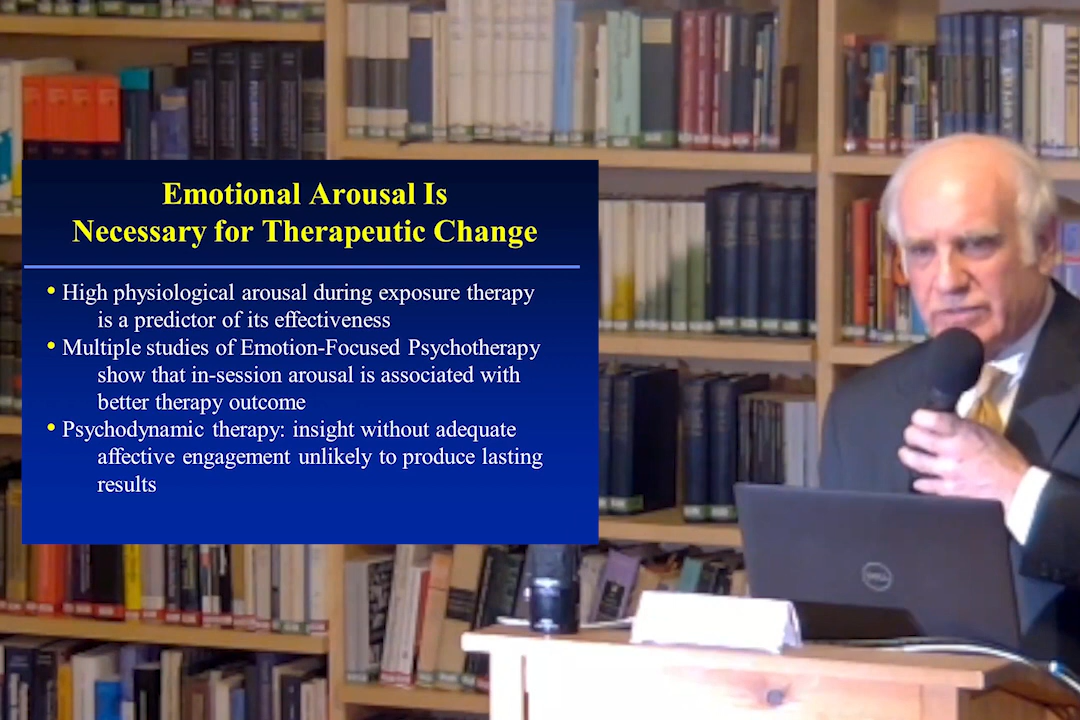 Emotional Arousal Is
Necessary for Therapeutic Change
• High physiological arousal during exposure therapy
is a predictor of its effectiveness
• Multiple studies of Emotion-Focused Psychotherapy
show that in-session arousal is associated with
better therapy outcome
• Psychodynamic therapy: insight without adequate
affective engagement unlikely to produce lasting
results
DELL